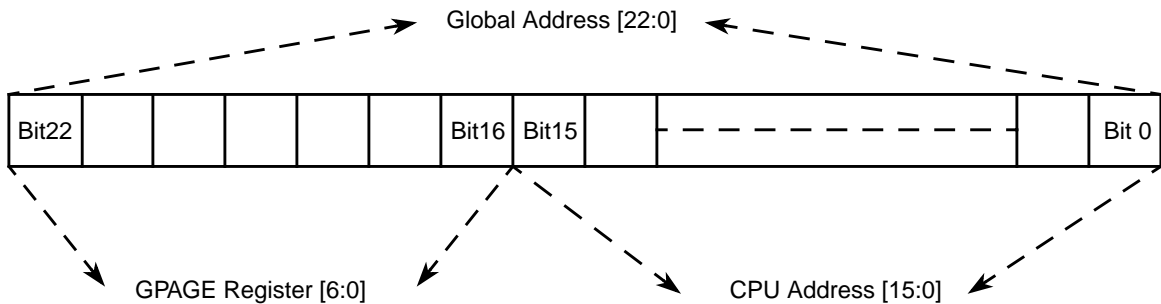 Global Address [22:0]
Bit22 Bit16 Bit15 Bit 0
GPAGE Register [6:0] CPU Address [15:0]